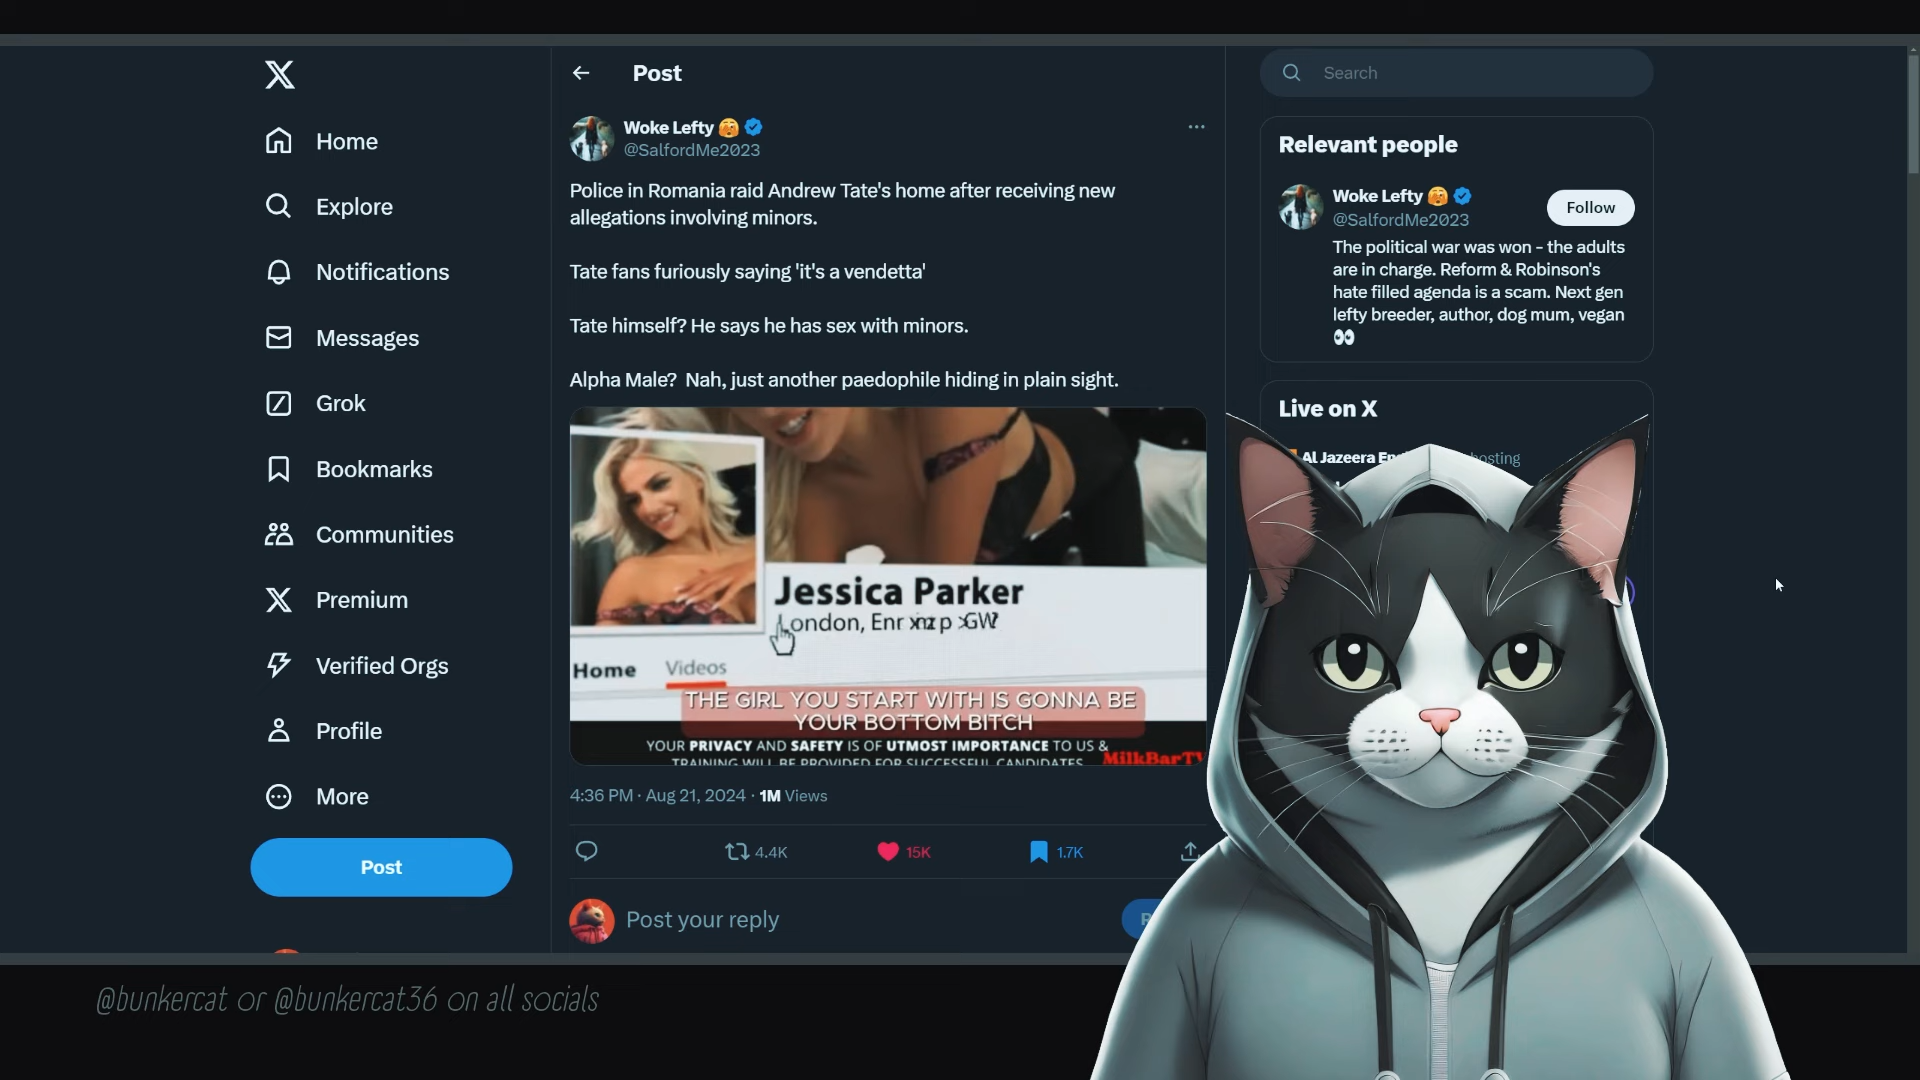 Home
Explore
Notifications
Messages
Grok
Bookmarks
Communities
Premium
Verified Orgs
Profile
More
Post
Post
Woke Lefty
@SalfordMe2023
Police in Romania raid Andrew Tate's home after receiving new
allegations involving minors.
Tate fans furiously saying 'it's a vendetta'
Tate himself? He says he has sex with minors.
Alpha Male? Nah, just another paedophile hiding in plain sight.
Jessica Parker
London,
Home Videos
THE GIRL YOU START WITH IS GONNA BE
YOUR BOTTOM BITCH
YOUR PRIVACY AND SAFETY IS OF UTMOST IMPORTANCE TO US &
TRAINING WILL BE PROVIDED FOR SUCCESSFUL CANDIDATES
MilkBarTV
4:36 PM · Aug 21, 2024 · 1M Views
4.4K 15K 1.7K
Post your reply
Search
Relevant people
Woke Lefty
@SalfordMe2023
Follow
The political war was won - the adults
are in charge. Reform & Robinson's
hate filled agenda is a scam. Next gen
lefty breeder, author, dog mum, vegan
Live on X
Al Jazeera
@bunkercat or @bunkercat36 on all socials